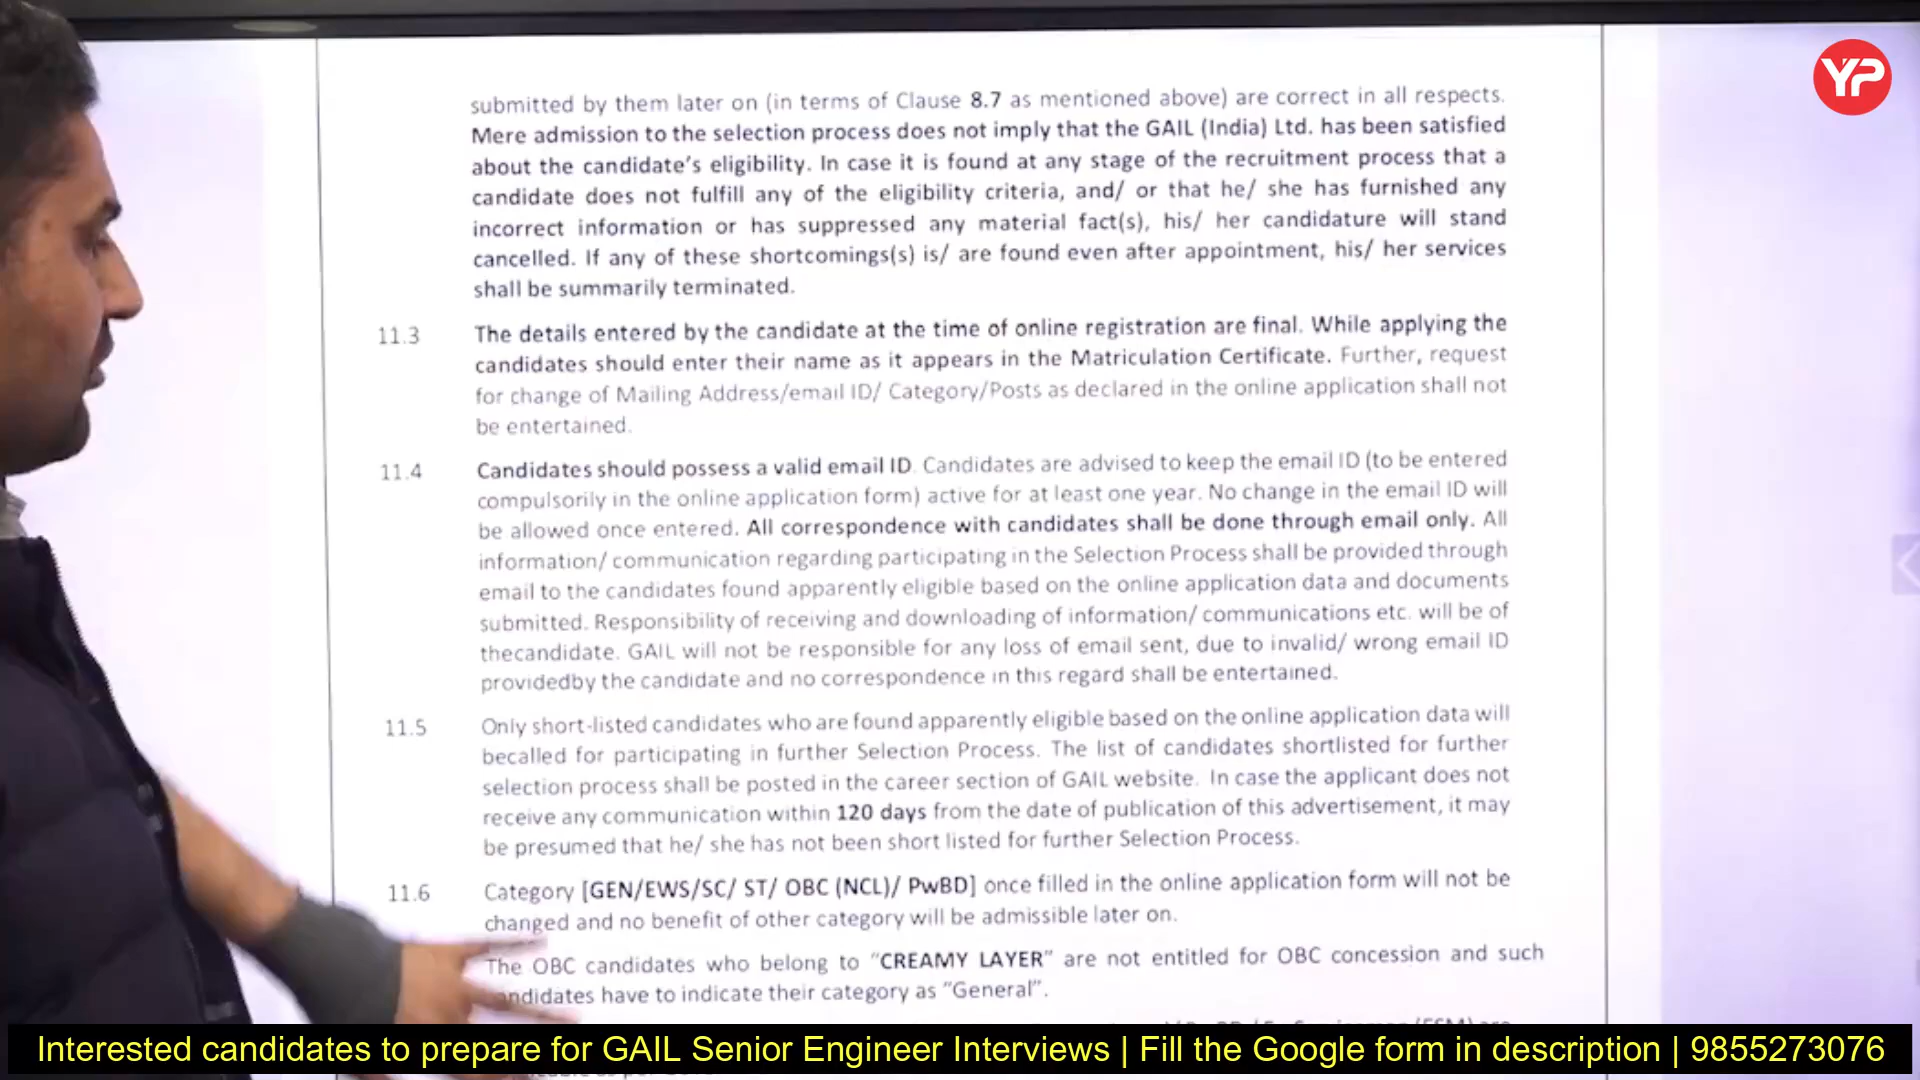 YP
submitted by them later on (in terms of Clause 8.7 as mentioned above) are correct in all respects.
Mere admission to the selection process does not imply that the GAIL (India) Ltd. has been satisfied
about the candidate's eligibility. In case it is found at any stage of the recruitment process that a
candidate does not fulfill any of the eligibility criteria, and/ or that he/ she has furnished any
incorrect information or has suppressed any material fact(s), his/ her candidature will stand
cancelled. If any of these shortcomings(s) is/ are found even after appointment, his/ her services
shall be summarily terminated.
11.3 The details entered by the candidate at the time of online registration are final. While applying the
candidates should enter their name as it appears in the Matriculation Certificate. Further, request
for change of Mailing Address/email ID/ Category/Posts as declared in the online application shall not
be entertained.
11.4 Candidates should possess a valid email ID. Candidates are advised to keep the email ID (to be entered
compulsorily in the online application form) active for at least one year. No change in the email ID will
be allowed once entered. All correspondence with candidates shall be done through email only. All
information/ communication regarding participating in the Selection Process shall be provided through
email to the candidates found apparently eligible based on the online application data and documents
submitted. Responsibility of receiving and downloading of information/ communications etc. will be of
thecandidate. GAIL will not be responsible for any loss of email sent, due to invalid/ wrong email ID
providedby the candidate and no correspondence in this regard shall be entertained.
11.5 Only short-listed candidates who are found apparently eligible based on the online application data will
becalled for participating in further Selection Process. The list of candidates shortlisted for further
selection process shall be posted in the career section of GAIL website. In case the applicant does not
receive any communication within 120 days from the date of publication of this advertisement, it may
be presumed that he/ she has not been short listed for further Selection Process.
11.6 Category [GEN/EWS/SC/ ST/ OBC (NCL)/ PwBD] once filled in the online application form will not be
changed and no benefit of other category will be admissible later on.
The OBC candidates who belong to "CREAMY LAYER" are not entitled for OBC concession and such
have to indicate their category as "General".
Interested candidates to prepare for GAIL Senior Engineer Interviews | Fill the Google form in description | 9855273076